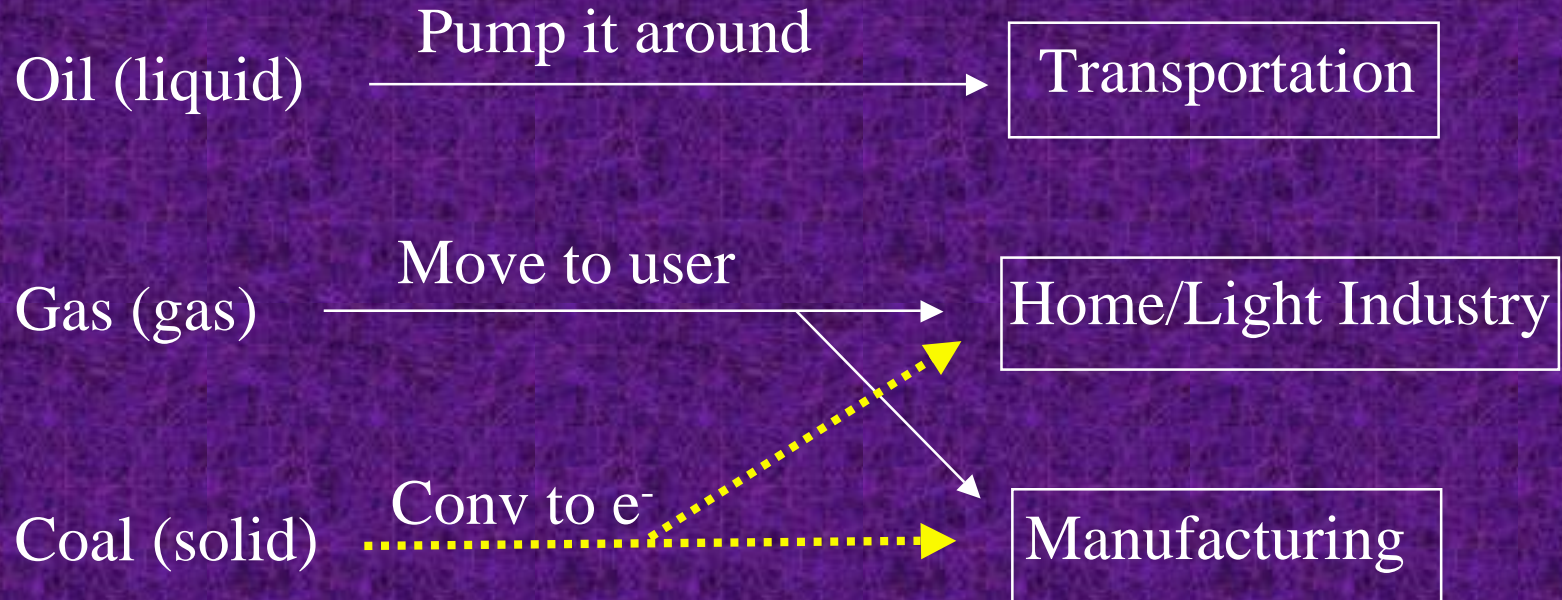 Pump it around
Oil (liquid)
Transportation
Move to user
Gas (gas)
Home/Light Industry
Conv to e⁻
Coal (solid)
Manufacturing